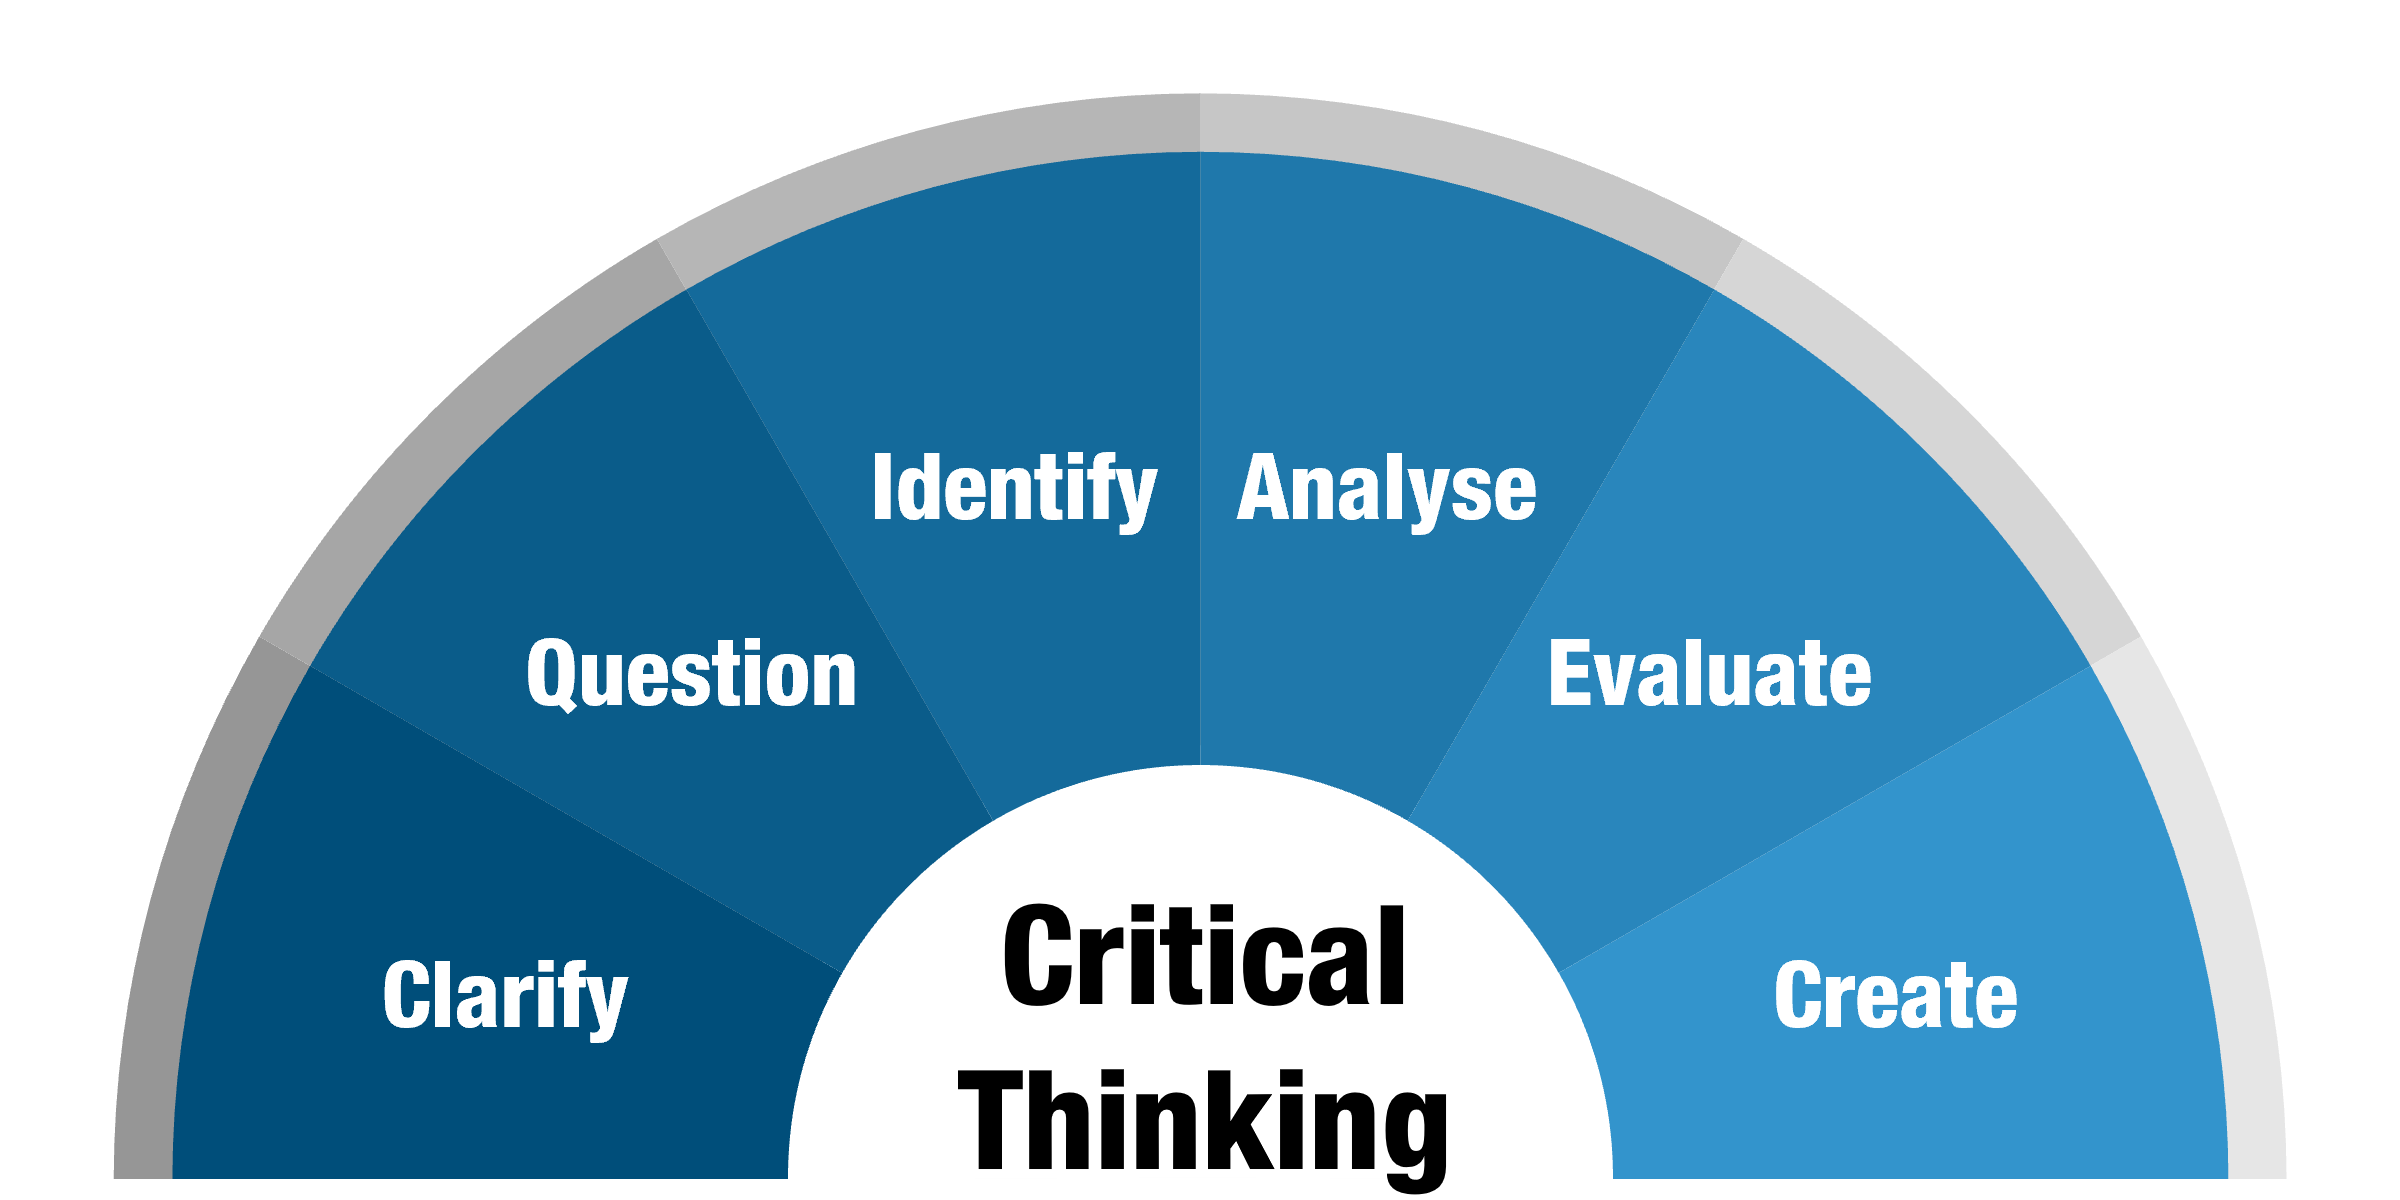 Clarify
Question
Identify
Analyse
Evaluate
Create
Critical
Thinking